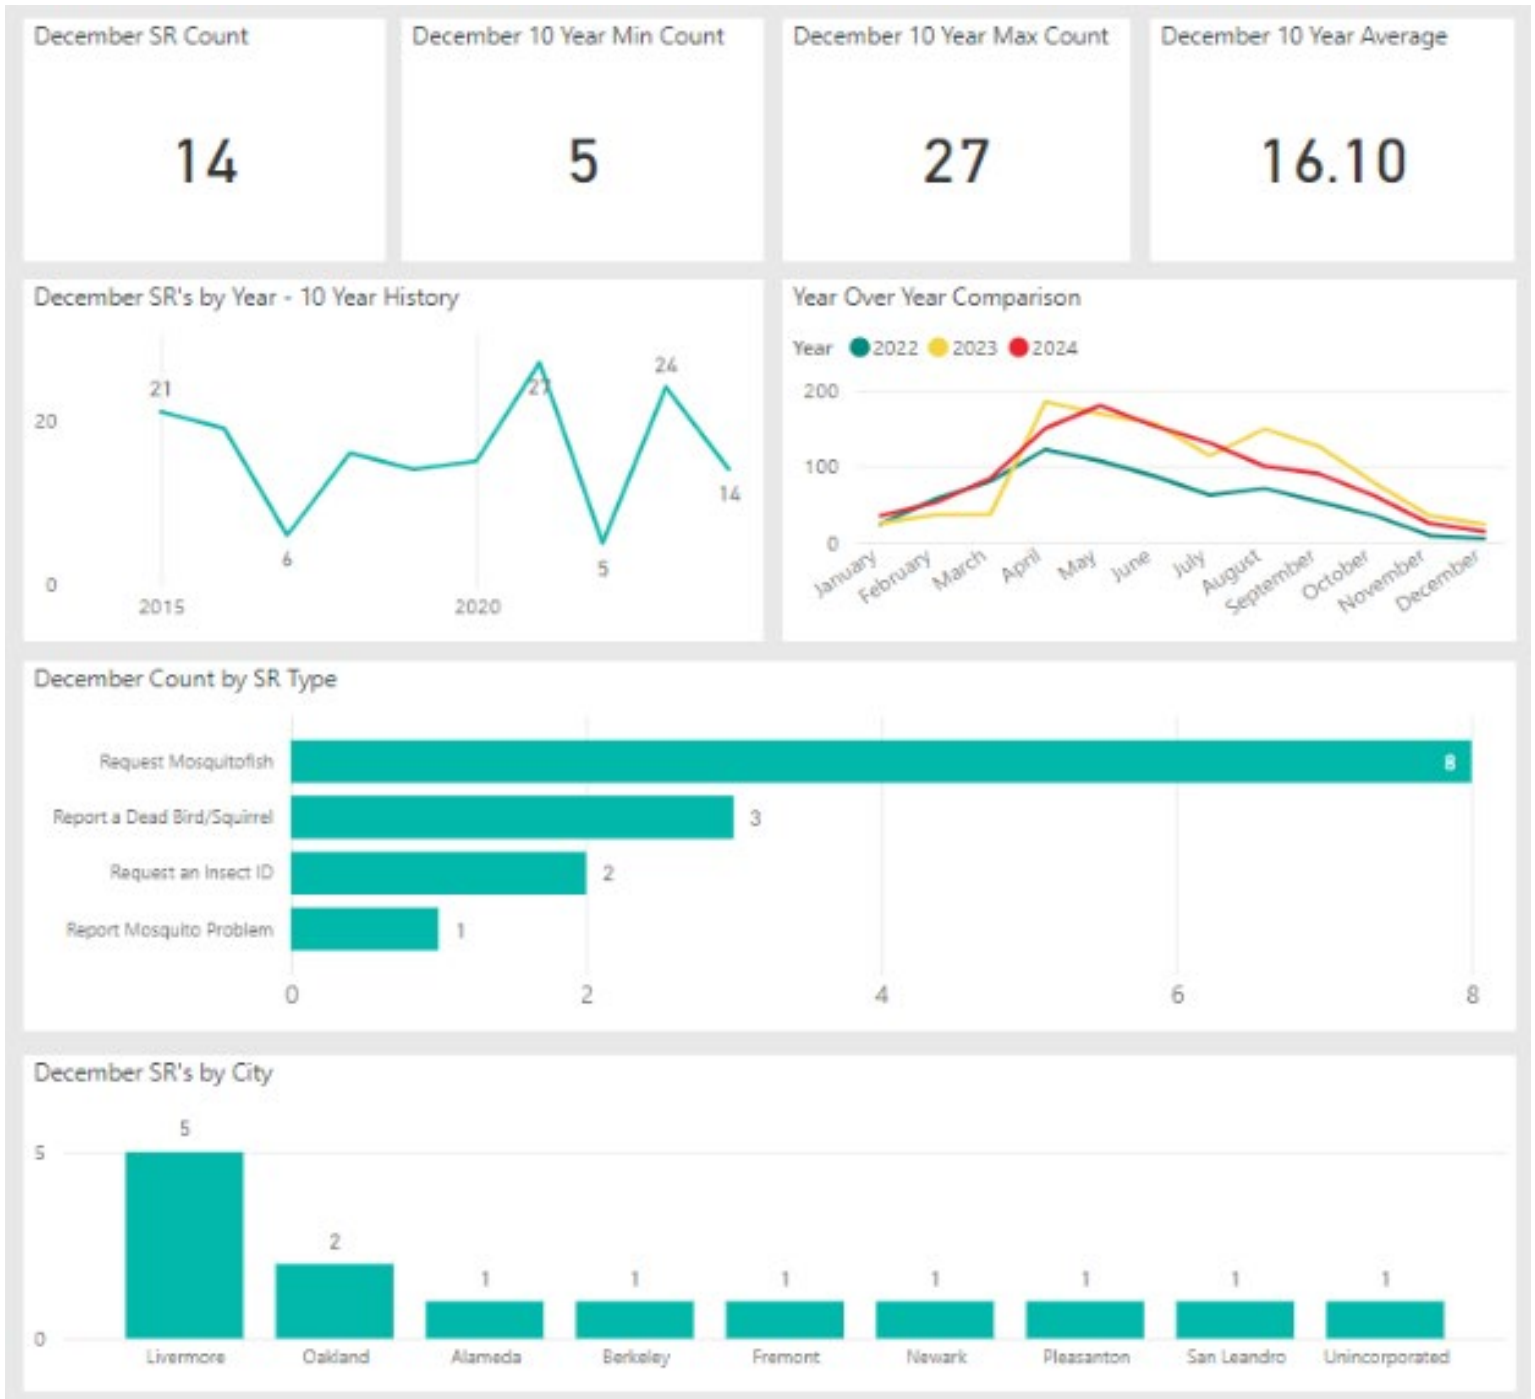 December SR Count
14
December 10 Year Min Count
5
December 10 Year Max Count
27
December 10 Year Average
16.10
December SR's by Year - 10 Year History
20
0
21
6
27
5
24
14
2015
2020
Year Over Year Comparison
Year 2022 2023 2024
200
100
0
January
February
March
April
May
June
July
August
September
October
November
December
December Count by SR Type
Request Mosquitofish
8
Report a Dead Bird/Squirrel
3
Request an Insect ID
2
Report Mosquito Problem
1
0 2 4 6 8
December SR's by City
5
0
5 2 1 1 1 1 1 1 1
Livermore Oakland Alameda Berkeley Fremont Newark Pleasanton San Leandro Unincorporated